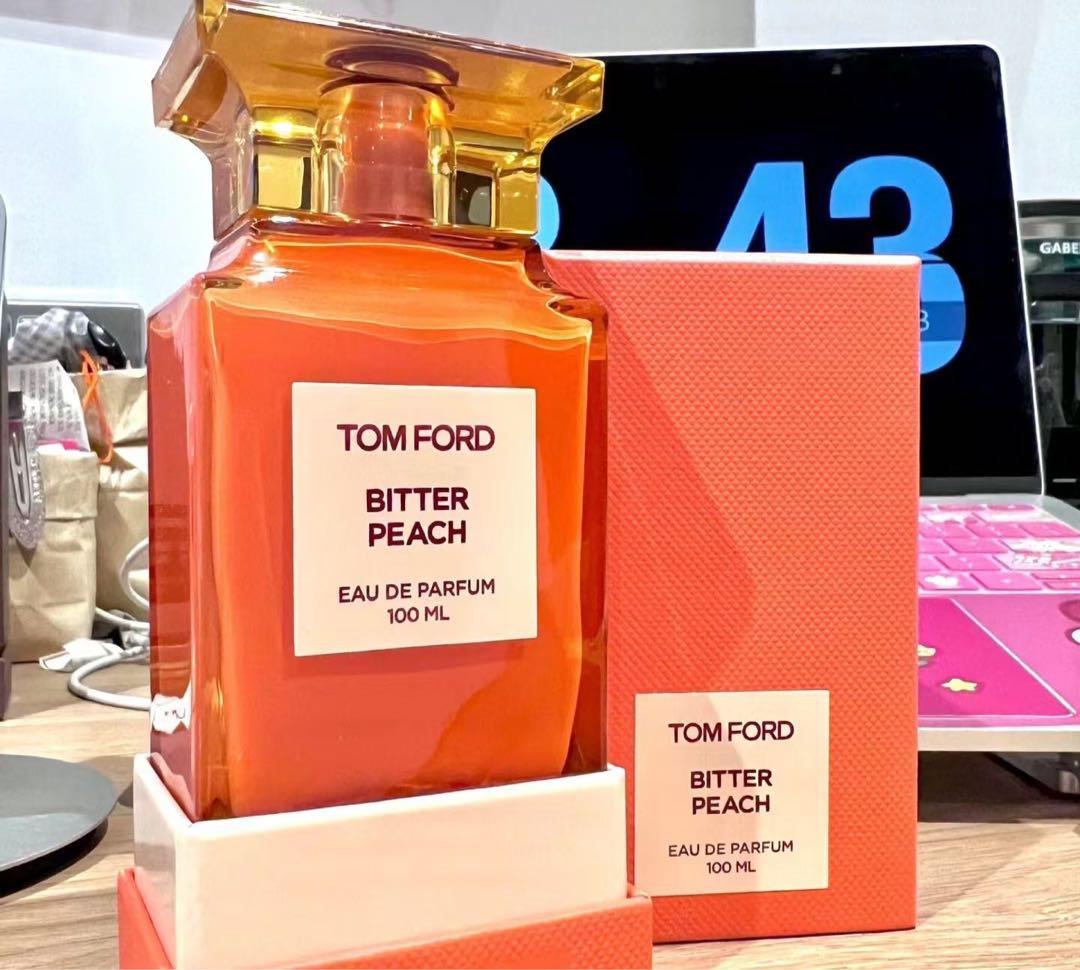 TOM FORD
BITTER
PEACH
EAU DE PARFUM
100 ML
TOM FORD
BITTER
PEACH
EAU DE PARFUM
100 ML
43
GABE